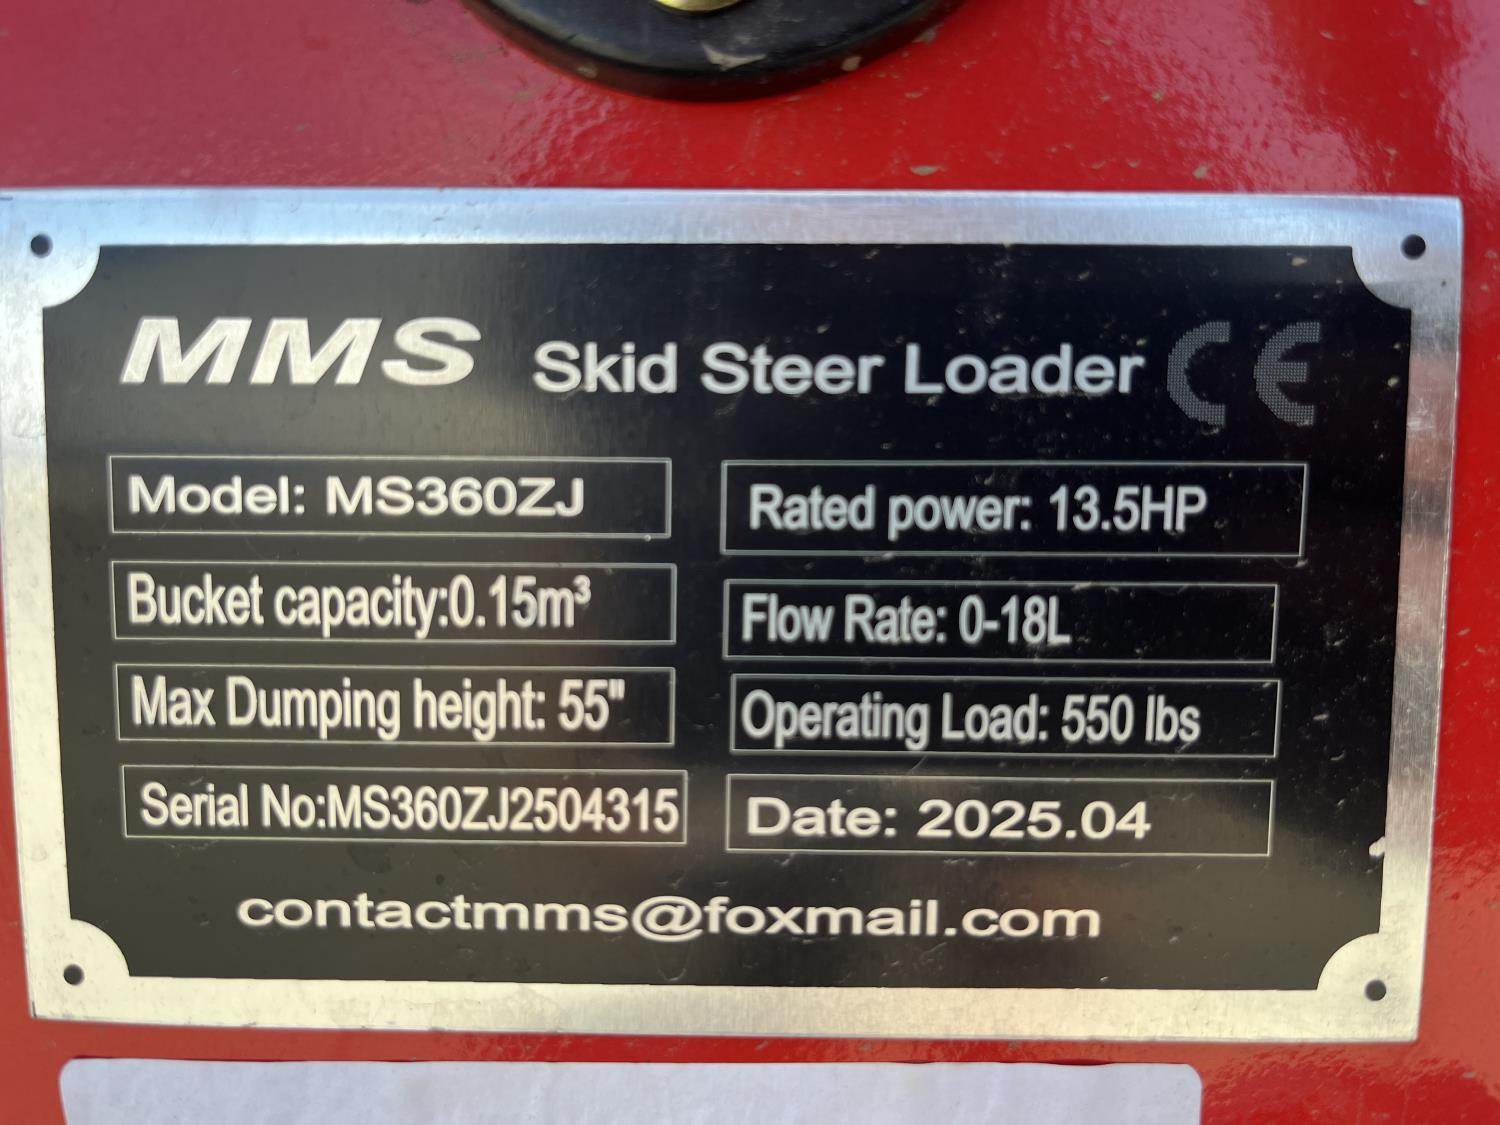 MMS Skid Steer Loader CE
Model: MS360ZJ
Rated power: 13.5HP
Bucket capacity:0.15m³
Flow Rate: 0-18L
Max Dumping height: 55"
Operating Load: 550 lbs
Serial No:MS360ZJ2504315
Date: 2025.04
contactmms@foxmail.com